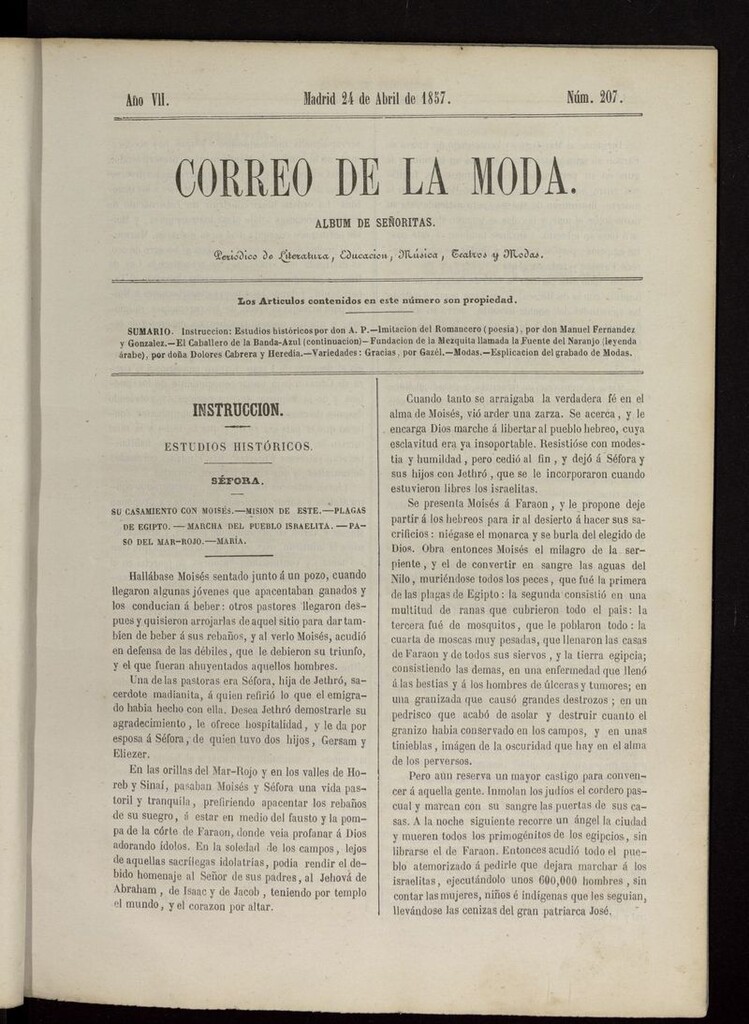 Año VII.
Madrid 24 de Abril de 1857.
Núm. 207.
CORREO DE LA MODA.
ALBUM DE SEÑORITAS.
Periódico de Literatura, Educacion, Música, Teatros y Modas.
Los Articulos contenidos en este número son propiedad.
SUMARIO. Instruccion: Estudios históricos por don A. P.—Imitacion del Romancero (poesía), por don Manuel Fernandez
y Gonzalez.—El Caballero de la Banda-Azul (continuacion)—Fundacion de la Mezquita llamada la Fuente del Naranjo (leyenda
árabe), por doña Dolores Cabrera y Heredia.—Variedades: Gracias, por Gazél.—Modas.—Esplicacion del grabado de Modas.
INSTRUCCION.
ESTUDIOS HISTÓRICOS.
SÉFORA.
SU CASAMIENTO CON MOISÉS.—MISION DE ESTE.—PLAGAS
DE EGIPTO.—MARCHA DEL PUEBLO ISRAELITA.—PA-
SO DEL MAR-ROJO.—MARÍA.
Hallábase Moisés sentado junto á un pozo, cuando
llegaron algunas jóvenes que apacentaban ganados y
los conducian á beber: otros pastores llegaron des-
pues y quisieron arrojarlas de aquel sitio para dar tam-
bien de beber á sus rebaños, y al verlo Moisés, acudió
en defensa de las débiles, que le debieron su triunfo,
y el que fueran ahuyentados aquellos hombres.
Una de las pastoras era Séfora, hija de Jethró, sa-
cerdote madianita, á quien refirió lo que el emigra-
do habia hecho con ella. Desea Jethró demostrarle su
agradecimiento, le ofrece hospitalidad, y le da por
esposa á Séfora, de quien tuvo dos hijos, Gersam y
Eliezer.
En las orillas del Mar-Rojo y en los valles de Ho-
reb y Sinaí, pasaban Moisés y Séfora una vida pas-
toril y tranquila, prefiriendo apacentar los rebaños
de su suegro, á estar en medio del fausto y la pom-
pa de la córte de Faraon, donde veia profanar á Dios
adorando ídolos. En la soledad de los campos, lejos
de aquellas sacrílegas idolatrias, podia rendir el de-
bido homenaje al Señor de sus padres, al Jehová de
Abraham, de Isaac y de Jacob, teniendo por templo
el mundo, y el corazon por altar.
Cuando tanto se arraigaba la verdadera fé en el
alma de Moisés, vió arder una zarza. Se acerca, y le
encarga Dios marche á libertar al pueblo hebreo, cuya
esclavitud era ya insoportable. Resistióse con modes-
tia y humildad, pero cedió al fin, y dejó á Séfora y
sus hijos con Jethró, que se le incorporaron cuando
estuvieron libres los israelitas.
Se presenta Moisés á Faraon, y le propone deje
partir á los hebreos para ir al desierto á hacer sus sa-
crificios: niégase el monarca y se burla del elegido de
Dios. Obra entonces Moisés el milagro de la ser-
piente, y el de convertir en sangre las aguas del
Nilo, muriéndose todos los peces, que fué la primera
de las plagas de Egipto: la segunda consistió en una
multitud de ranas que cubrieron todo el pais: la
tercera fué de mosquitos, que le poblaron todo: la
cuarta de moscas muy pesadas, que llenaron las casas
de Faraon y de todos sus siervos, y la tierra egipcia;
consistiendo las demas, en una enfermedad que llenó
á las bestias y á los hombres de úlceras y tumores; en
una granizada que causó grandes destrozos; en un
pedrisco que acabó de asolar y destruir cuanto el
granizo habia conservado en los campos, y en unas
tinieblas, imágen de la oscuridad que hay en el alma
de los perversos.
Pero aun reserva un mayor castigo para conven-
cer á aquella gente. Inmolan los judios el cordero pas-
cual y marcan con su sangre las puertas de sus ca-
sas. A la noche siguiente recorre un ángel la ciudad
y mueren todos los primogénitos de los egipcios, sin
librarse el de Faraon. Entonces acudió todo el pue-
blo atemorizado á pedirle que dejara marchar á los
israelitas, ejecutándolo unos 600,000 hombres, sin
contar las mujeres, niños é indígenas que les seguian,
llevándose las cenizas del gran patriarca José.